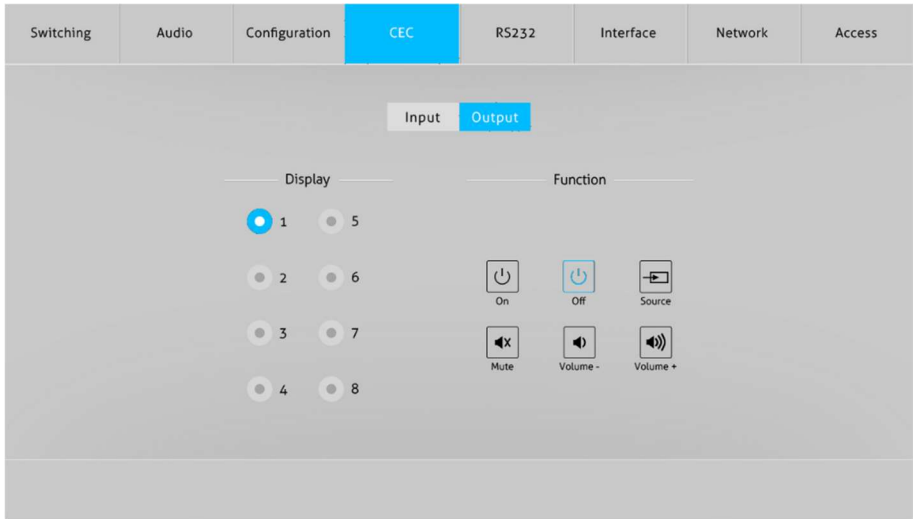 Switching Audio Configuration CEC RS232 Interface Network Access
Input Output
Display Function
1 5
2 6
On Off Source
3 7
Mute Volume - Volume +
4 8